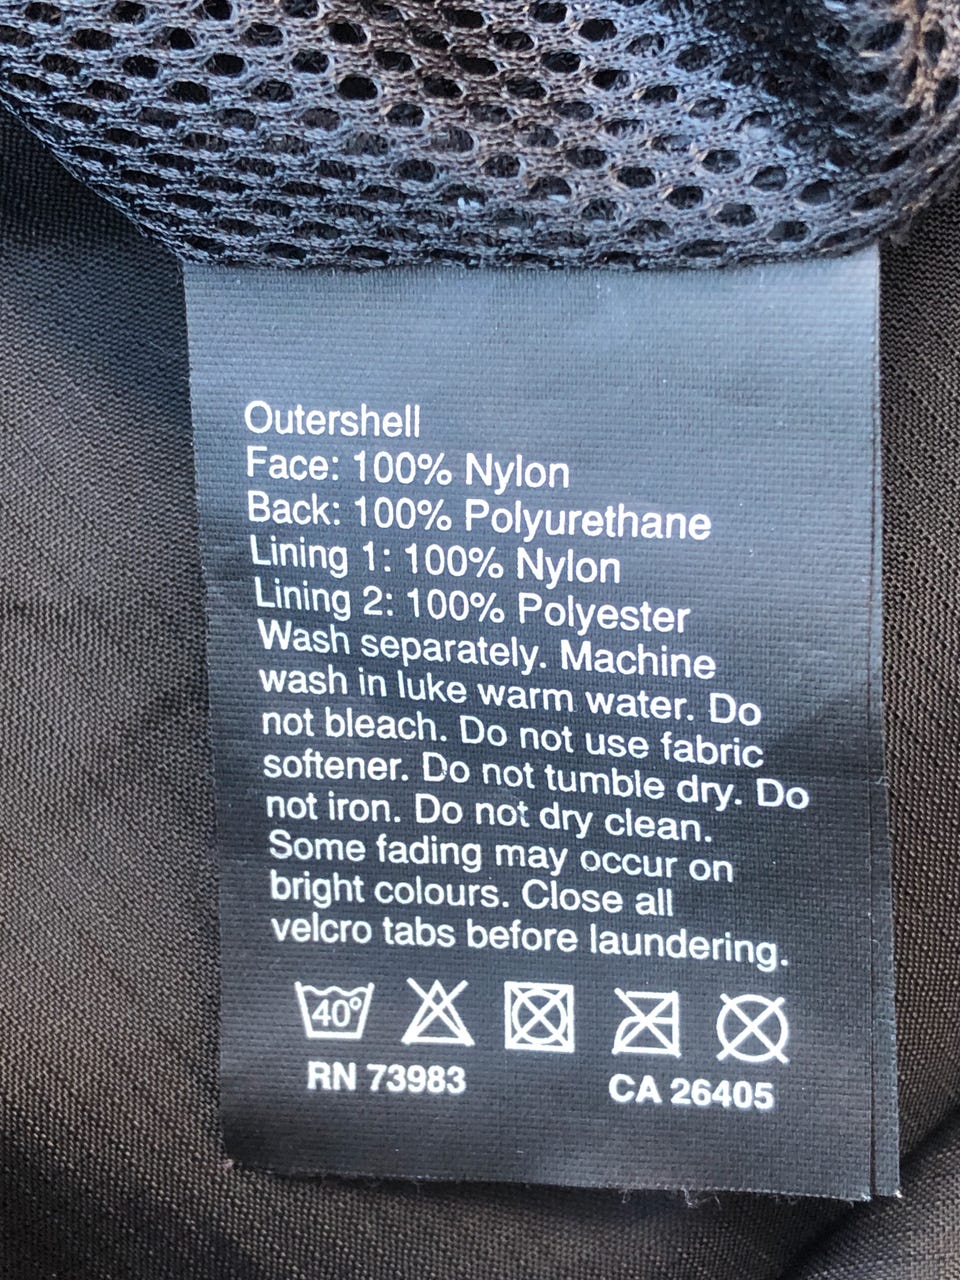 Outershell
Face: 100% Nylon
Back: 100% Polyurethane
Lining 1: 100% Nylon
Lining 2: 100% Polyester
Wash separately. Machine
wash in luke warm water. Do
not bleach. Do not use fabric
softener. Do not tumble dry. Do
not iron. Do not dry clean.
Some fading may occur on
bright colours. Close all
velcro tabs before laundering.
40°
RN 73983 CA 26405